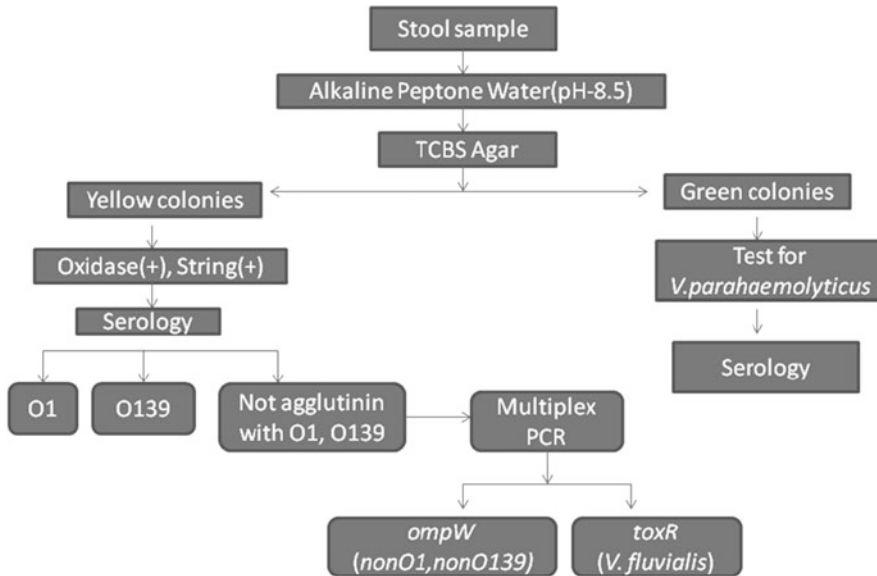 Stool sample
Alkaline Peptone Water(pH-8.5)
TCBS Agar
Yellow colonies
Green colonies
Oxidase(+), String(+)
Test for
V.parahaemolyticus
Serology
Serology
O1
O139
Not agglutinin
with O1, O139
Multiplex
PCR
ompW
(nonO1,nonO139)
toxR
(V. fluvialis)